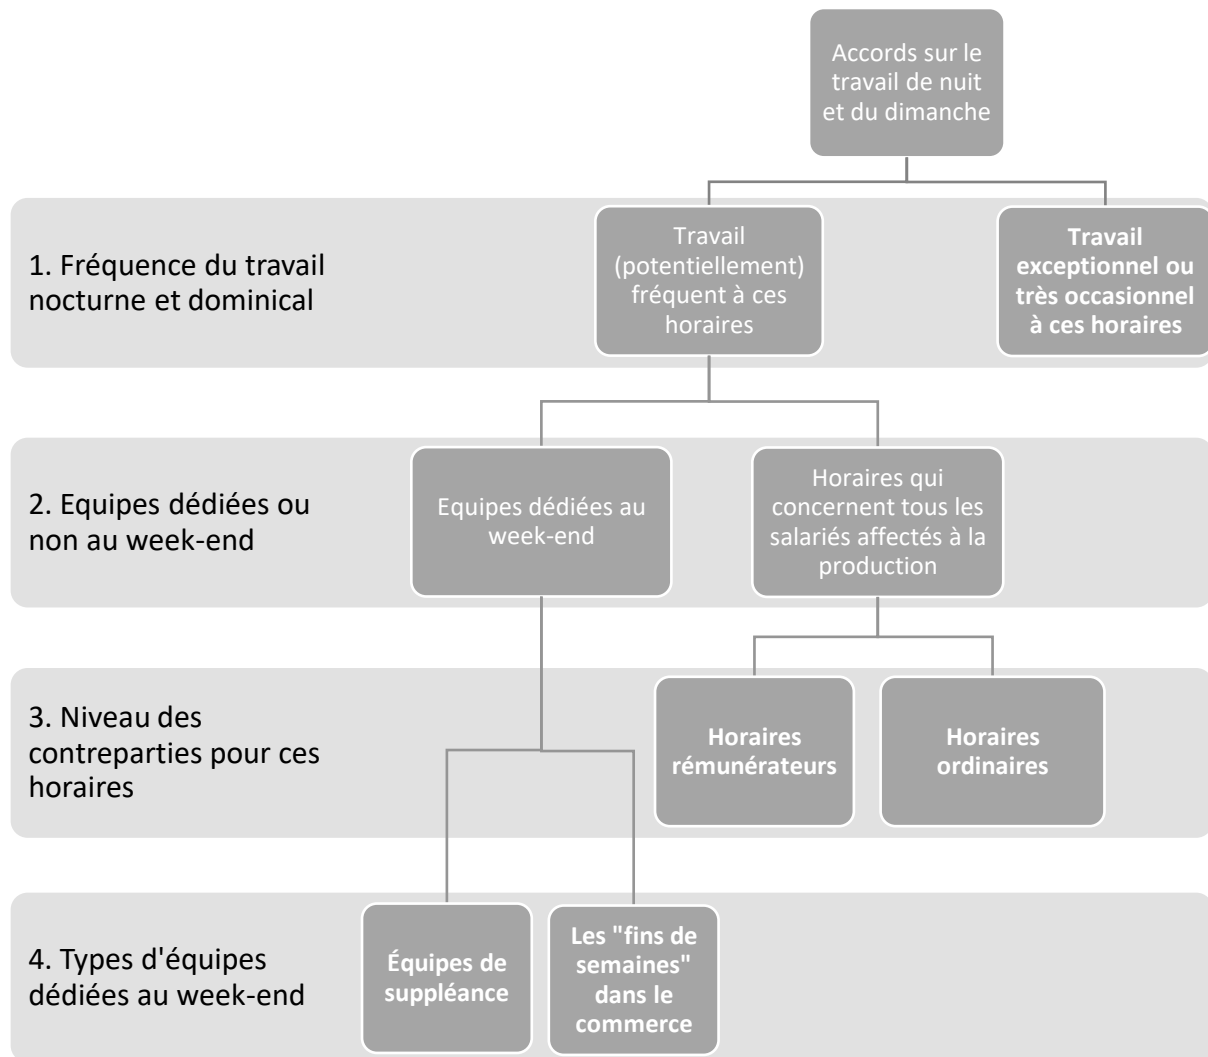 Accords sur le
travail de nuit
et du dimanche
1. Fréquence du travail
nocturne et dominical
Travail
(potentiellement)
fréquent à ces
horaires
Travail
exceptionnel ou
très occasionnel
à ces horaires
2. Equipes dédiées ou
non au week-end
Equipes dédiées au
week-end
Horaires qui
concernent tous les
salariés affectés à la
production
3. Niveau des
contreparties pour ces
horaires
Horaires
rémunérateurs
Horaires
ordinaires
4. Types d'équipes
dédiées au week-end
Équipes de
suppléance
Les "fins de
semaines"
dans le
commerce